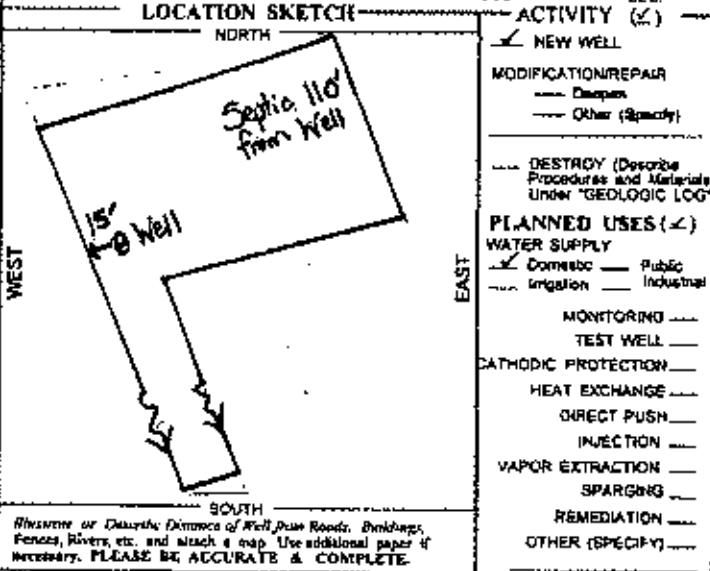 LOCATION SKETCH
NORTH
Septic 110'
from Well
15'
Well
WEST
EAST
SOUTH
Illustrate or Describe Distance of Well from Roads, Buildings,
Fences, Rivers, etc. and attach a map. Use additional paper if
necessary. PLEASE BE ACCURATE & COMPLETE.
ACTIVITY (✓)
✓ NEW WELL
MODIFICATION/REPAIR
Deepen
Other (Specify)
DESTROY (Describe
Procedures and Materials
Under "GEOLOGIC LOG"
PLANNED USES (✓)
WATER SUPPLY
✓ Domestic Public
Irrigation Industrial
MONITORING
TEST WELL
CATHODIC PROTECTION
HEAT EXCHANGE
DIRECT PUSH
INJECTION
VAPOR EXTRACTION
SPARGING
REMEDIATION
OTHER (SPECIFY)